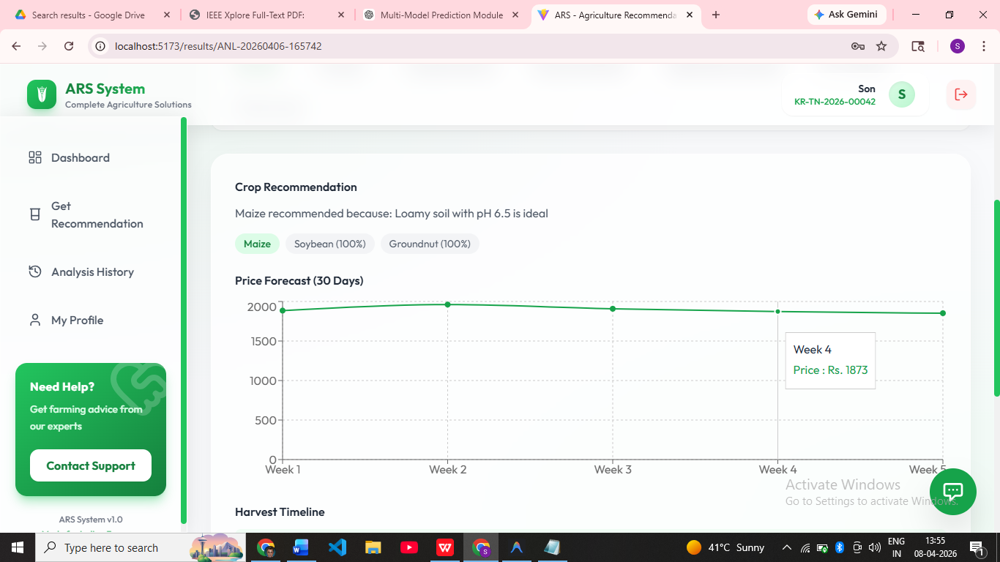 Search results - Google Drive
IEEE Xplore Full-Text PDF:
Multi-Model Prediction Module
ARS - Agriculture Recommenda
Ask Gemini
localhost:5173/results/ANL-20260406-165742
S
ARS System
Complete Agriculture Solutions
Son
KR-TN-2026-00042
S
Dashboard
Get
Recommendation
Analysis History
My Profile
Need Help?
Get farming advice from
our experts
Contact Support
ARS System v1.0
Crop Recommendation
Maize recommended because: Loamy soil with pH 6.5 is ideal
Maize
Soybean (100%)
Groundnut (100%)
Price Forecast (30 Days)
2000
1500
1000
500
0
Week 1
Week 2
Week 3
Week 4
Week 5
Week 4
Price : Rs. 1873
Harvest Timeline
Activate Windows
Go to Settings to activate Windows.
Type here to search
41°C Sunny
ENG
IN
13:55
08-04-2026
1